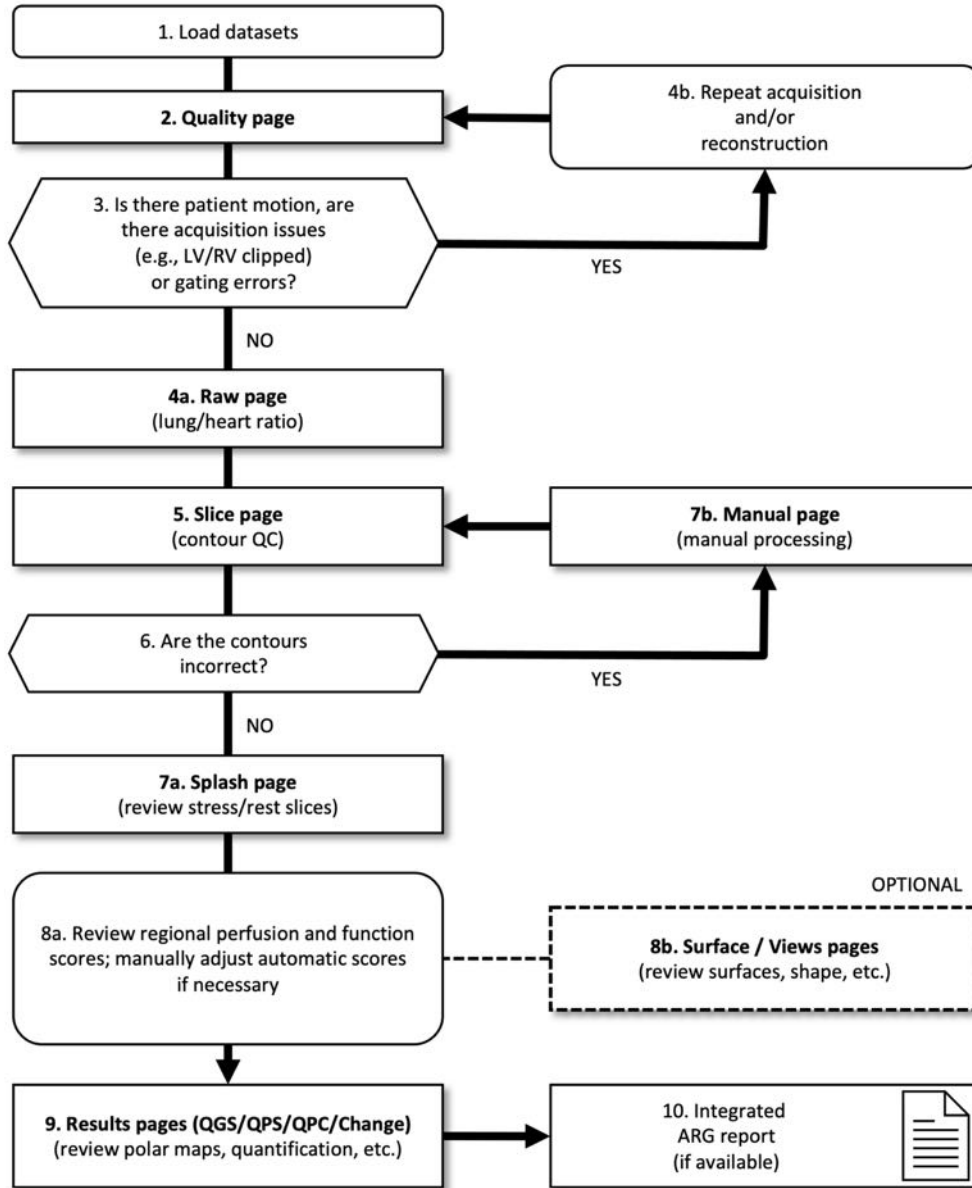 1. Load datasets
2. Quality page
4b. Repeat acquisition
and/or
reconstruction
3. Is there patient motion, are
there acquisition issues
(e.g., LV/RV clipped)
or gating errors?
YES
NO
4a. Raw page
(lung/heart ratio)
5. Slice page
(contour QC)
7b. Manual page
(manual processing)
6. Are the contours
incorrect?
YES
NO
7a. Splash page
(review stress/rest slices)
OPTIONAL
8a. Review regional perfusion and function
scores; manually adjust automatic scores
if necessary
8b. Surface / Views pages
(review surfaces, shape, etc.)
9. Results pages (QGS/QPS/QPC/Change)
(review polar maps, quantification, etc.)
10. Integrated
ARG report
(if available)